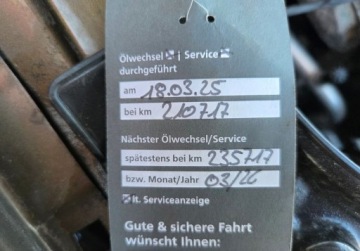 Ölwechsel | Service
durchgeführt
am 18.03.25
bei km 210717
Nächster Ölwechsel/Service
spätestens bei km 235717
bzw. Monat/Jahr 03/26
lt. Serviceanzeige
Gute & sichere Fahrt
wünscht Ihnen: